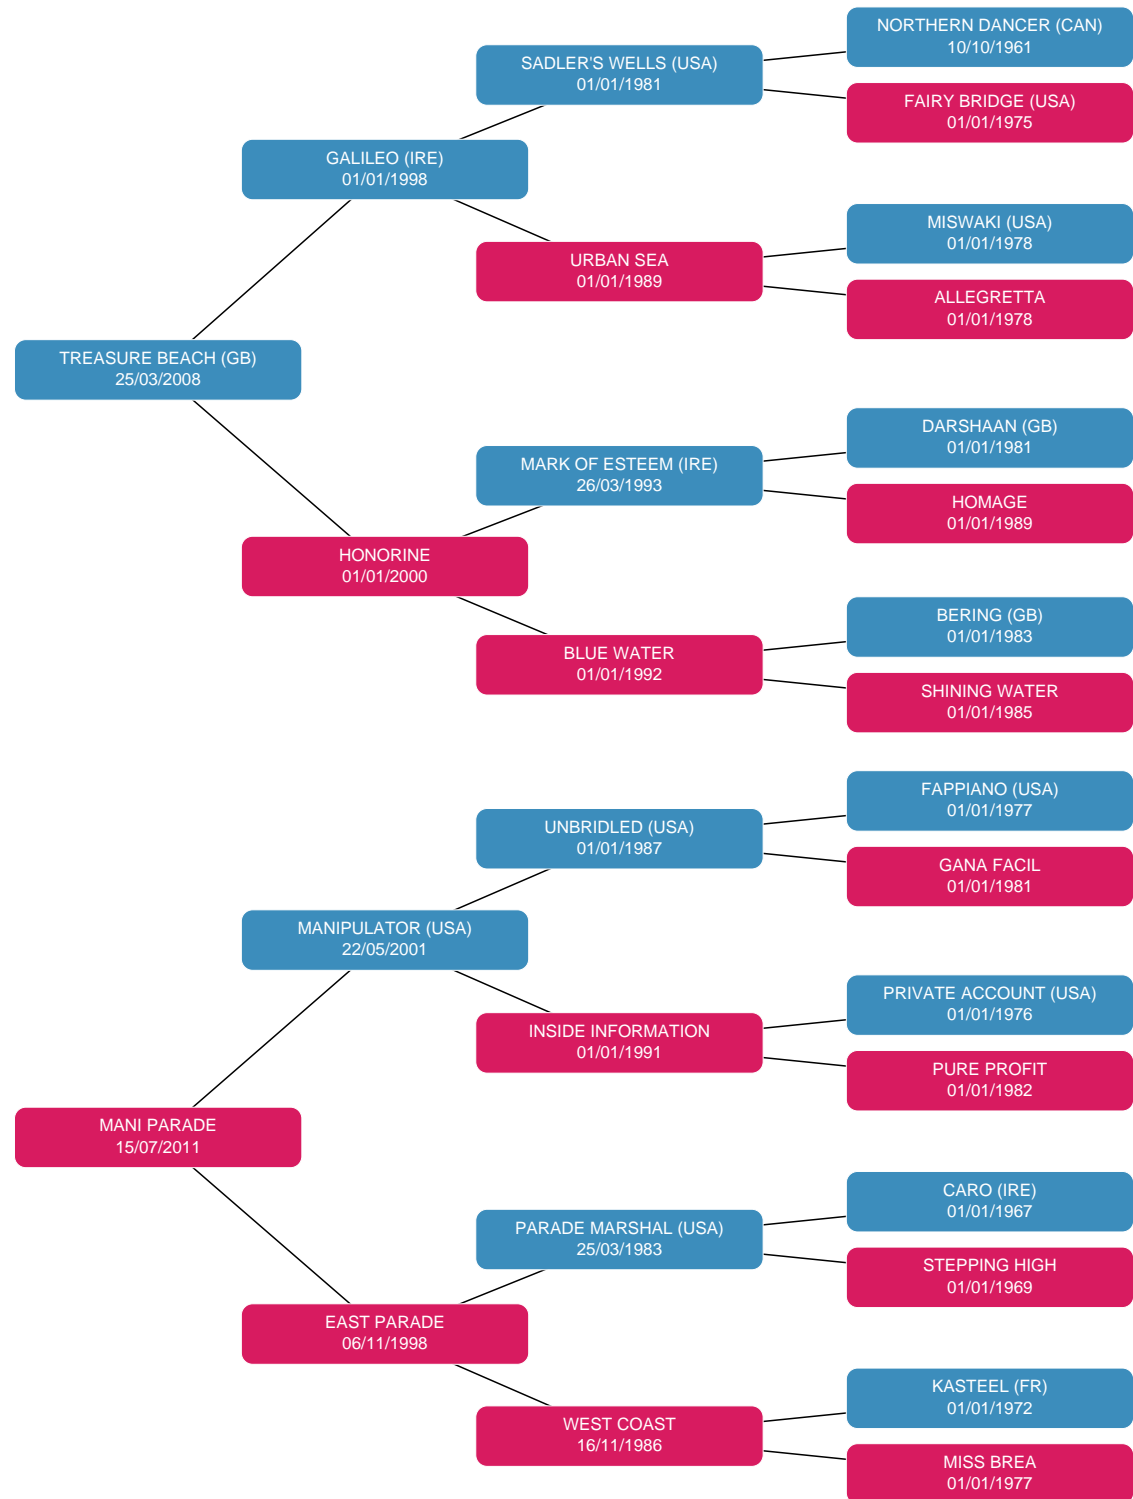 NORTHERN DANCER (CAN)
10/10/1961
SADLER'S WELLS (USA)
01/01/1981
FAIRY BRIDGE (USA)
01/01/1975
GALILEO (IRE)
01/01/1998
MISWAKI (USA)
01/01/1978
URBAN SEA
01/01/1989
ALLEGRETTA
01/01/1978
TREASURE BEACH (GB)
25/03/2008
DARSHAAN (GB)
01/01/1981
MARK OF ESTEEM (IRE)
26/03/1993
HOMAGE
01/01/1989
HONORINE
01/01/2000
BERING (GB)
01/01/1983
BLUE WATER
01/01/1992
SHINING WATER
01/01/1985
FAPPIANO (USA)
01/01/1977
UNBRIDLED (USA)
01/01/1987
GANA FACIL
01/01/1981
MANIPULATOR (USA)
22/05/2001
PRIVATE ACCOUNT (USA)
01/01/1976
INSIDE INFORMATION
01/01/1991
PURE PROFIT
01/01/1982
MANI PARADE
15/07/2011
CARO (IRE)
01/01/1967
PARADE MARSHAL (USA)
25/03/1983
STEPPING HIGH
01/01/1969
EAST PARADE
06/11/1998
KASTEEL (FR)
01/01/1972
WEST COAST
16/11/1986
MISS BREA
01/01/1977